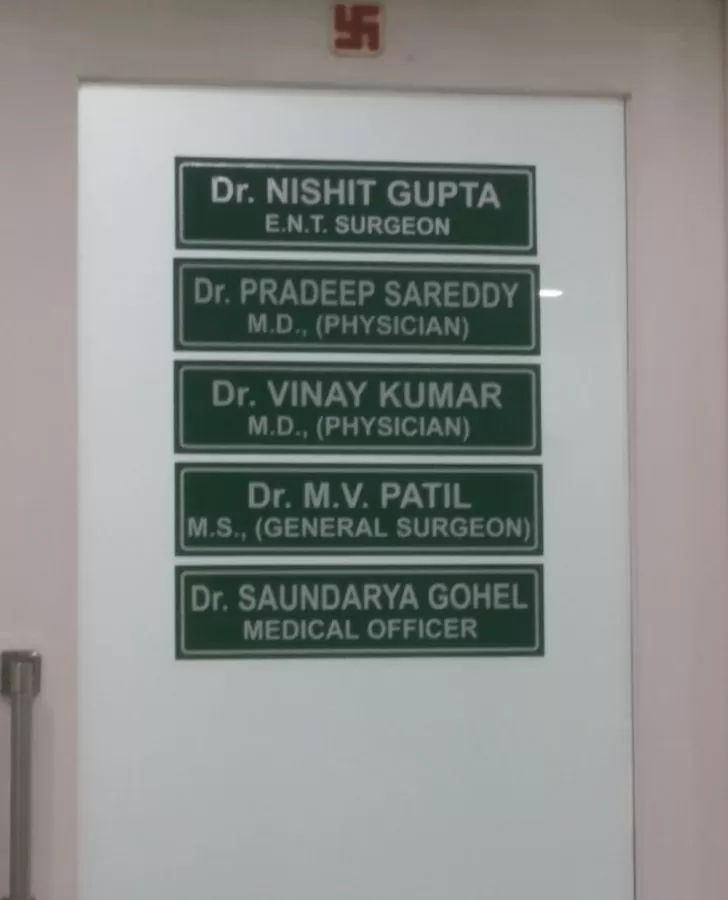 Dr. NISHIT GUPTA
E.N.T. SURGEON
Dr. PRADEEP SAREDDY
M.D., (PHYSICIAN)
Dr. VINAY KUMAR
M.D., (PHYSICIAN)
Dr. M.V. PATIL
M.S., (GENERAL SURGEON)
Dr. SAUNDARYA GOHEL
MEDICAL OFFICER